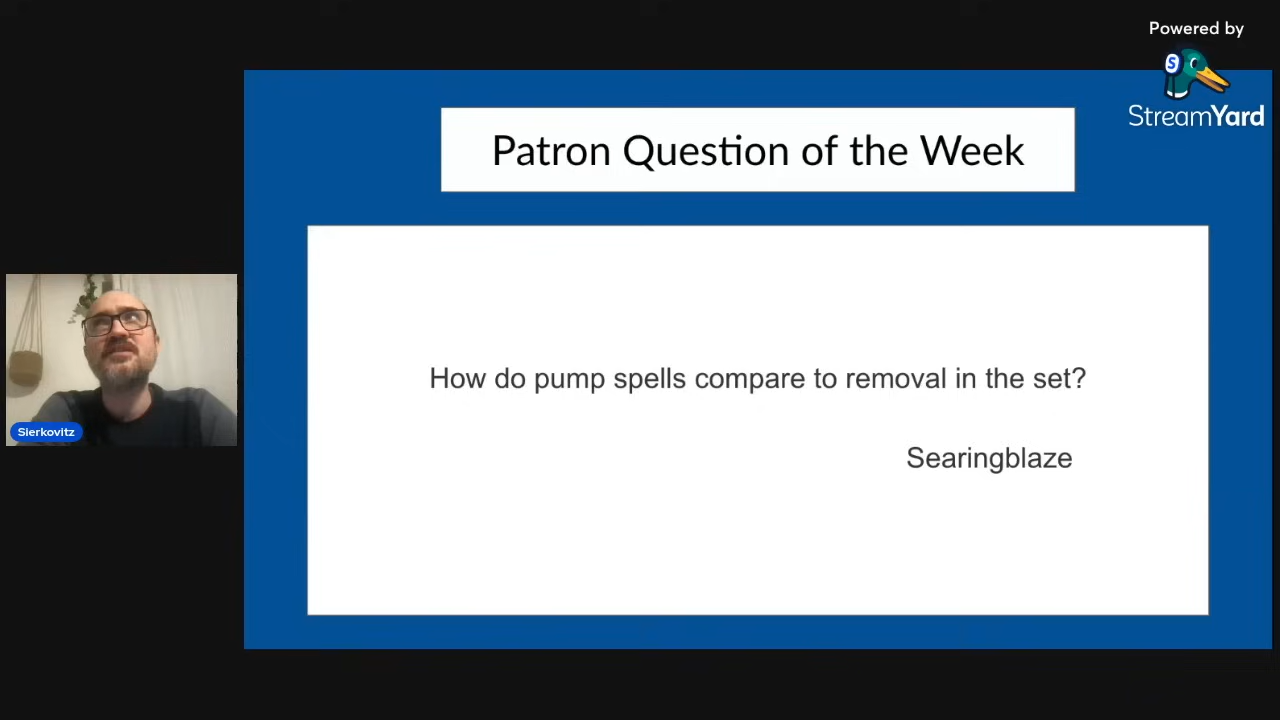 Powered by
S
StreamYard
Patron Question of the Week
How do pump spells compare to removal in the set?
Searingblaze
Sierkovitz